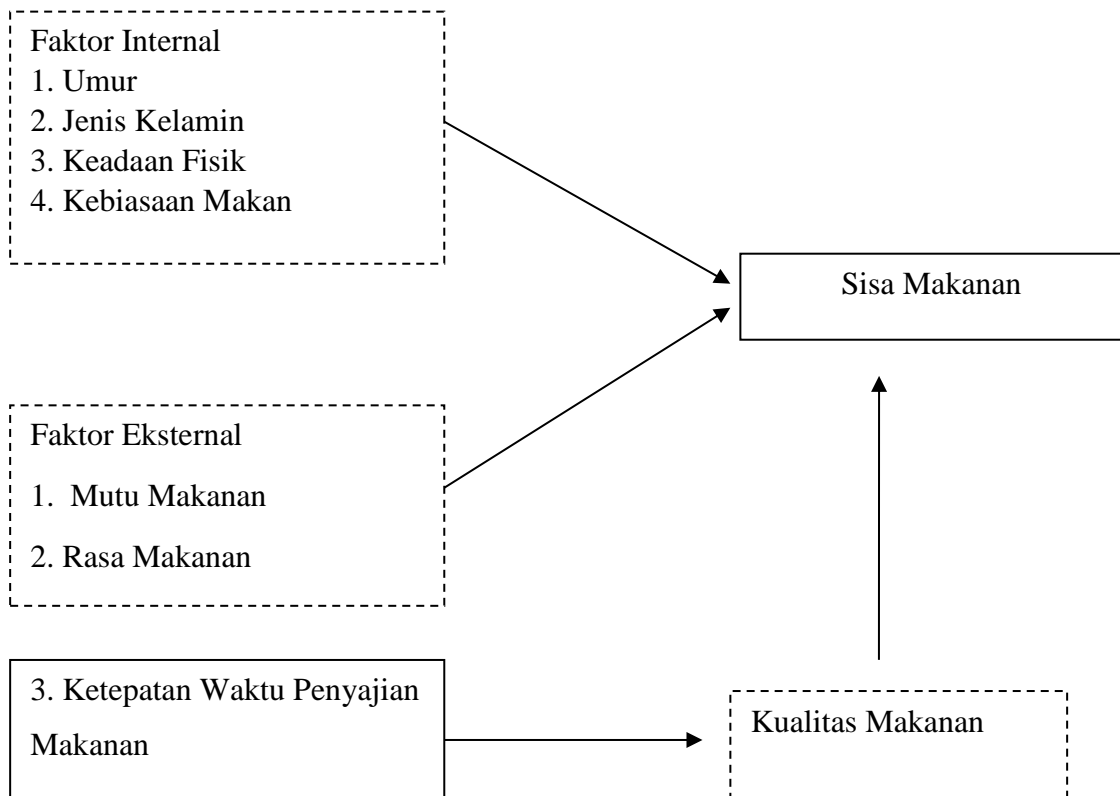 Faktor Internal
1. Umur
2. Jenis Kelamin
3. Keadaan Fisik
4. Kebiasaan Makan
Sisa Makanan
Faktor Eksternal
1. Mutu Makanan
2. Rasa Makanan
3. Ketepatan Waktu Penyajian
Makanan
Kualitas Makanan